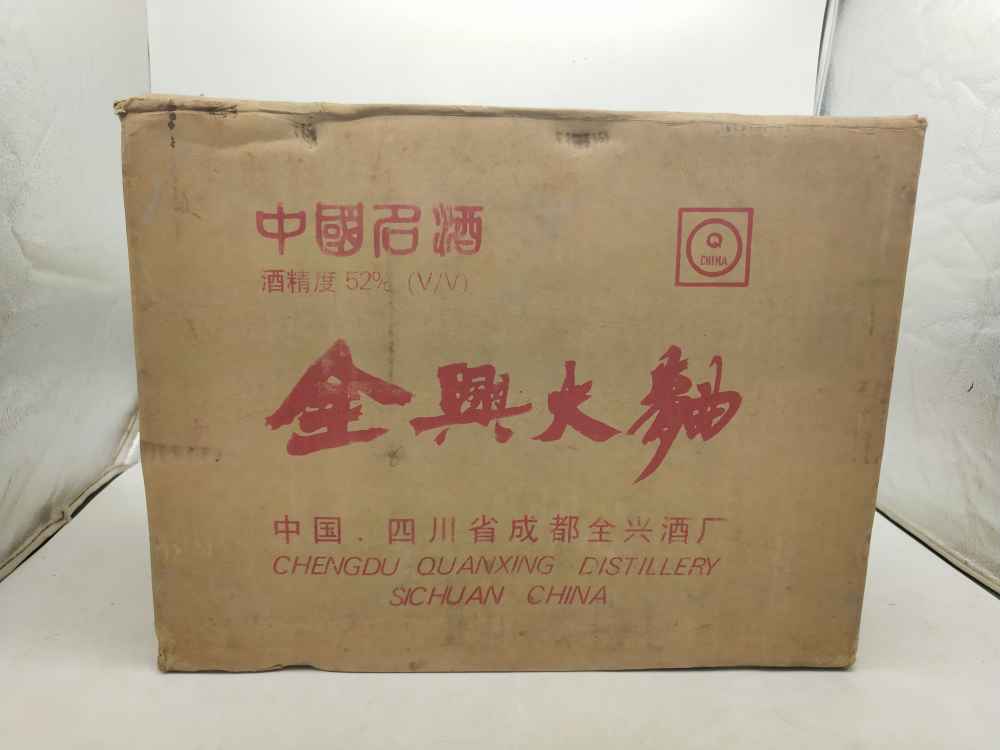 中國名酒
酒精度 52% (V/V)
Q
CHINA
全興大麯
中国.四川省成都全兴酒厂
CHENGDU QUANXING DISTILLERY
SICHUAN CHINA